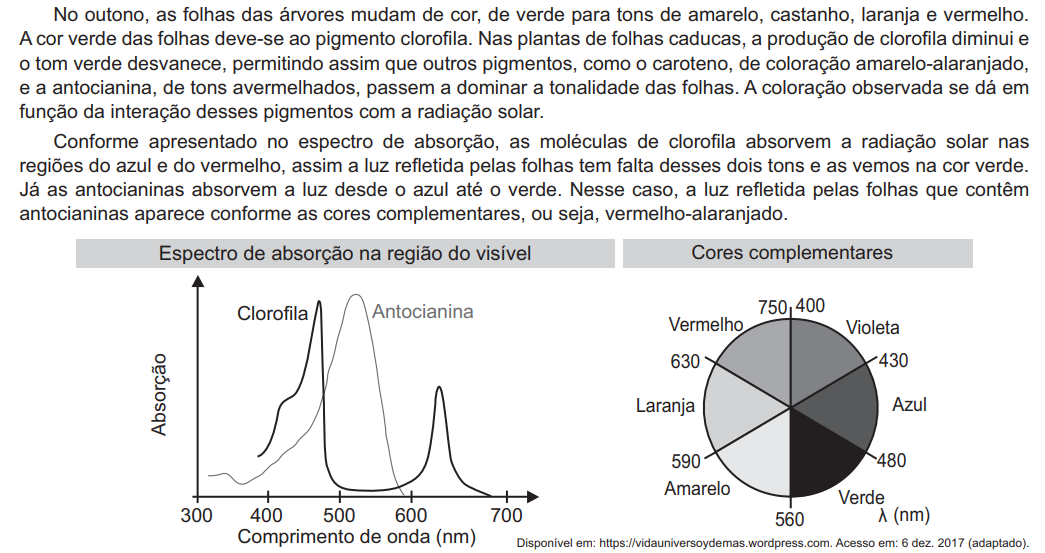 No outono, as folhas das árvores mudam de cor, de verde para tons de amarelo, castanho, laranja e vermelho.
A cor verde das folhas deve-se ao pigmento clorofila. Nas plantas de folhas caducas, a produção de clorofila diminui e
o tom verde desvanece, permitindo assim que outros pigmentos, como o caroteno, de coloração amarelo-alaranjado,
e a antocianina, de tons avermelhados, passem a dominar a tonalidade das folhas. A coloração observada se dá em
função da interação desses pigmentos com a radiação solar.
Conforme apresentado no espectro de absorção, as moléculas de clorofila absorvem a radiação solar nas
regiões do azul e do vermelho, assim a luz refletida pelas folhas tem falta desses dois tons e as vemos na cor verde.
Já as antocianinas absorvem a luz desde o azul até o verde. Nesse caso, a luz refletida pelas folhas que contêm
antocianinas aparece conforme as cores complementares, ou seja, vermelho-alaranjado.
Espectro de absorção na região do visível
Clorofila
Antocianina
Absorção
300 400 500 600 700
Comprimento de onda (nm)
Cores complementares
750 400
Vermelho Violeta
630 430
Laranja Azul
590 480
Amarelo Verde
560 λ (nm)
Disponível em: https://vidauniversoydemas.wordpress.com. Acesso em: 6 dez. 2017 (adaptado).